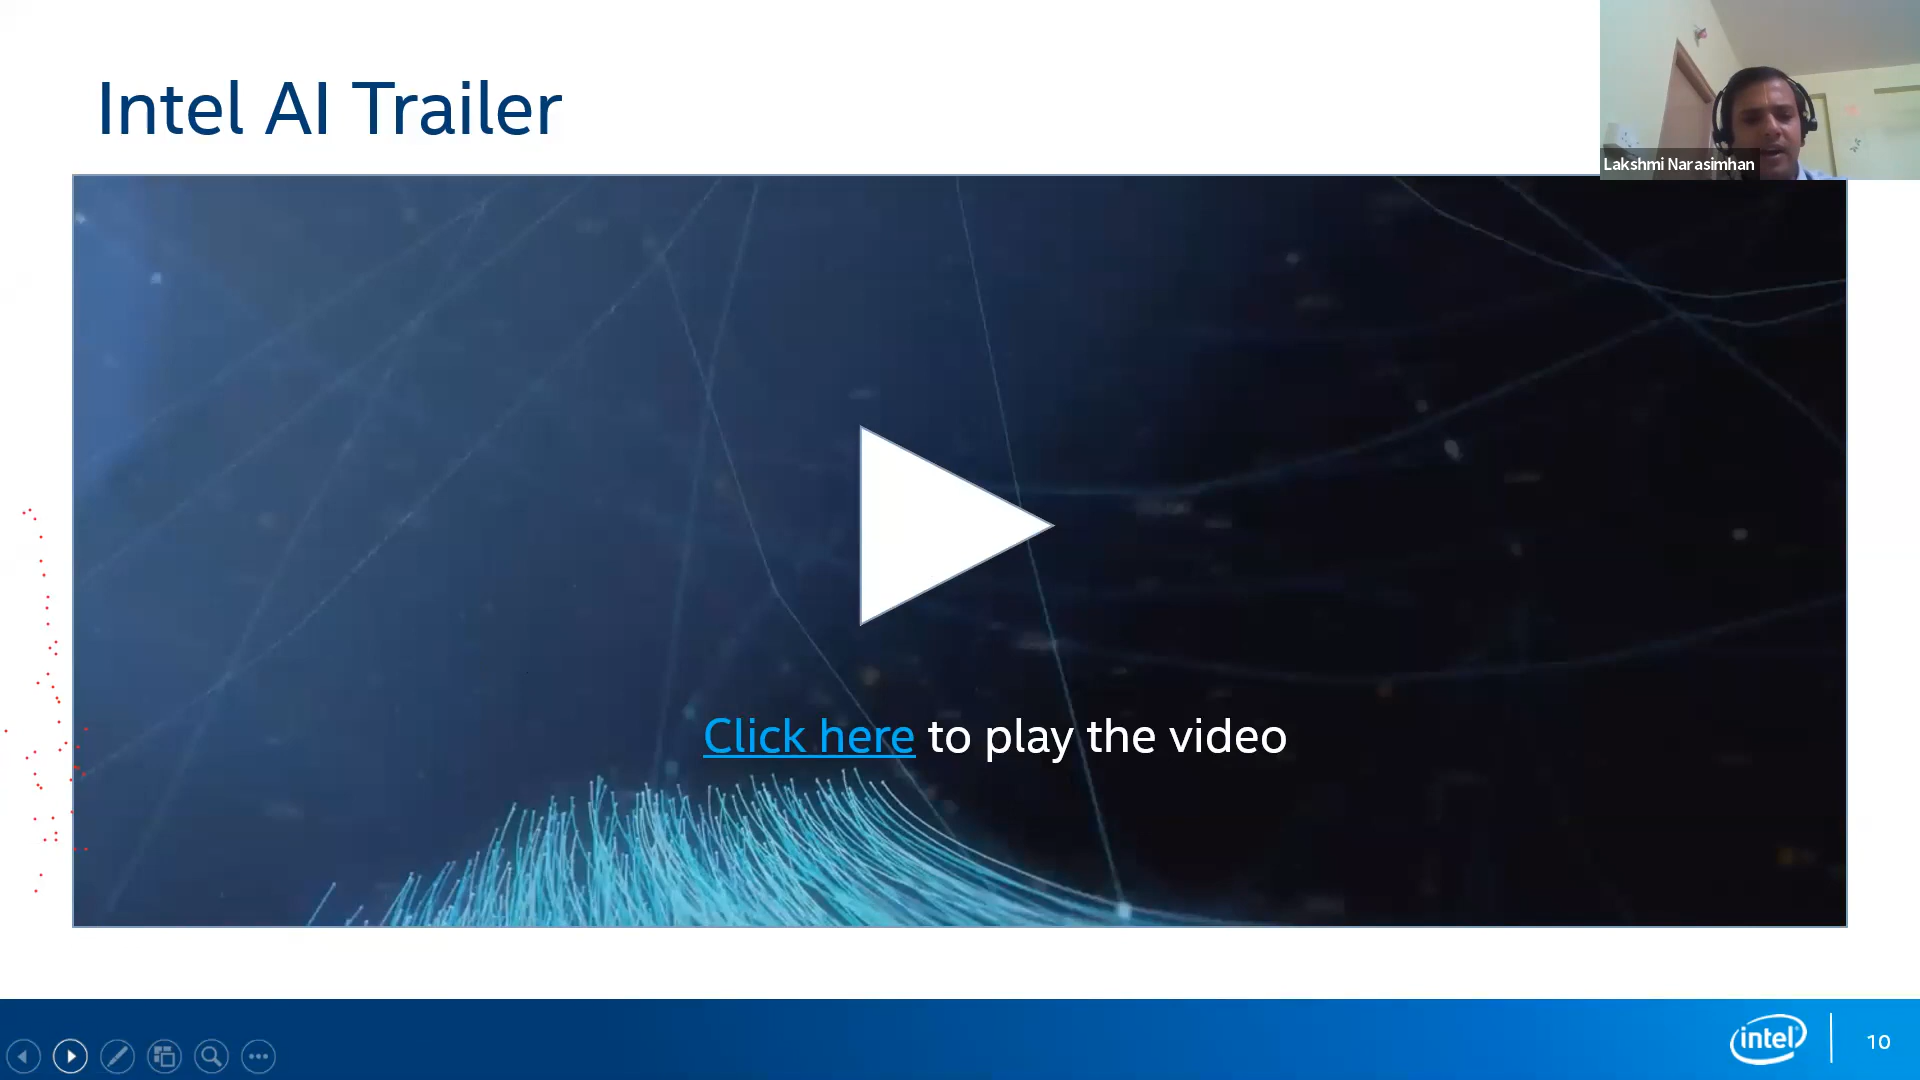 Intel AI Trailer
Lakshmi Narasimhan
Click here to play the video
intel
10